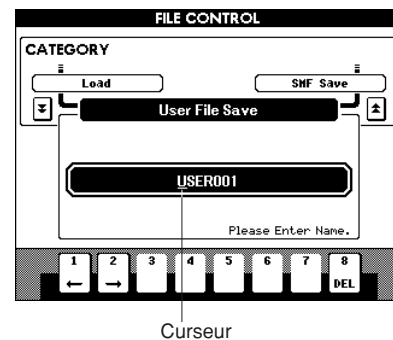 FILE CONTROL
CATEGORY
Load SMF Save
User File Save
USER001
Please Enter Name.
1 2 3 4 5 6 7 8
← → DEL
Curseur